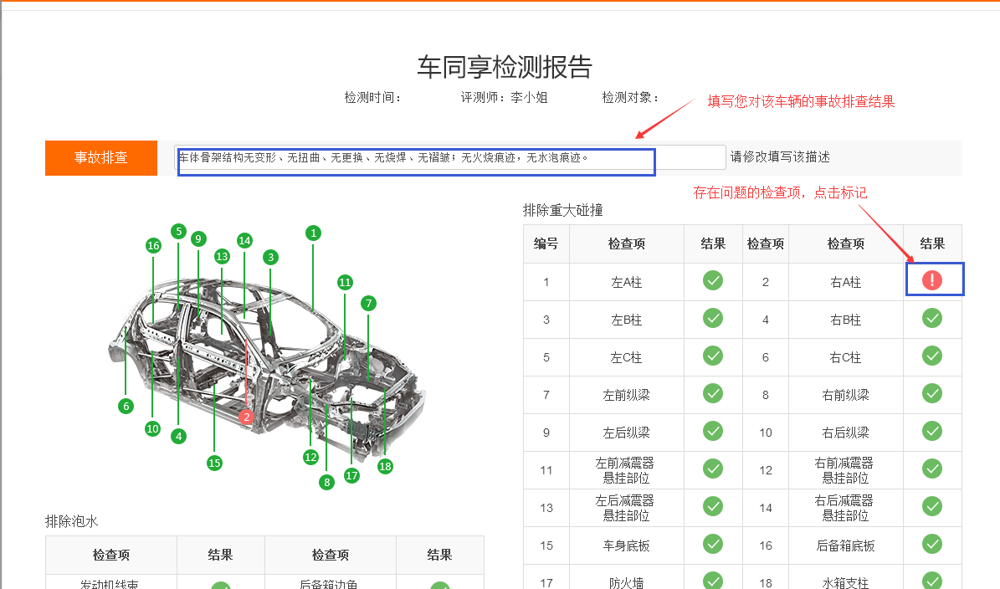 车同享检测报告
检测时间： 评测师：李小姐 检测对象：
填写您对该车辆的事故排查结果
事故排查 车体骨架结构无变形、无扭曲、无更换、无烧焊、无褶皱；无火烧痕迹，无水泡痕迹。 请修改填写该描述
存在问题的检查项，点击标记
排除重大碰撞
编号 检查项 结果 检查项 检查项 结果
1 左A柱 2 右A柱
3 左B柱 4 右B柱
5 左C柱 6 右C柱
7 左前纵梁 8 右前纵梁
9 左后纵梁 10 右后纵梁
11 左前减震器悬挂部位 12 右前减震器悬挂部位
13 左后减震器悬挂部位 14 右后减震器悬挂部位
15 车身底板 16 后备箱底板
17 防火墙 18 水箱支柱
5 9 14 1
16 13 3
11
7
6
2
10 4
15 12 18
8 17
排除泡水
检查项 结果 检查项 结果
发动机线束 后备箱边角